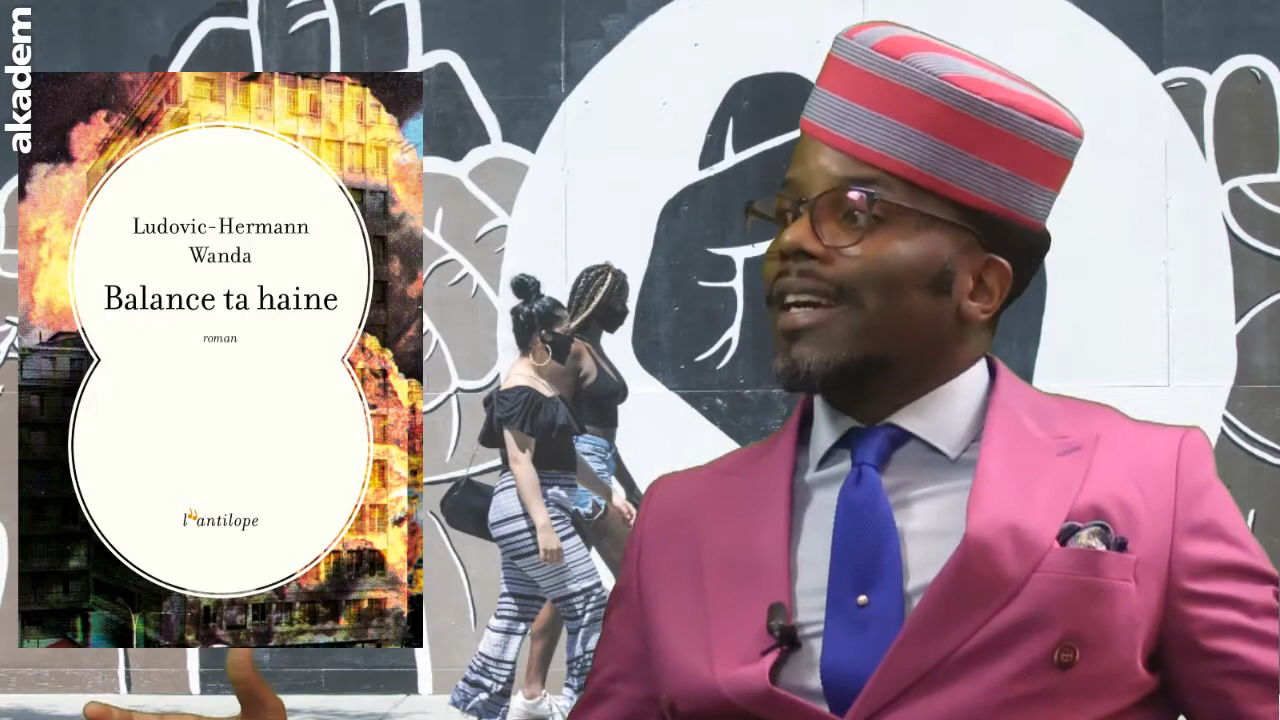 akadem
Ludovic-Hermann
Wanda
Balance ta haine
roman
l'antilope